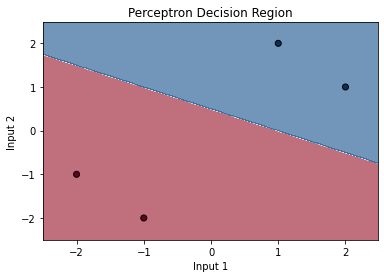 Perceptron Decision Region
2
1
0
−1
−2
Input 2
−2 −1 0 1 2
Input 1